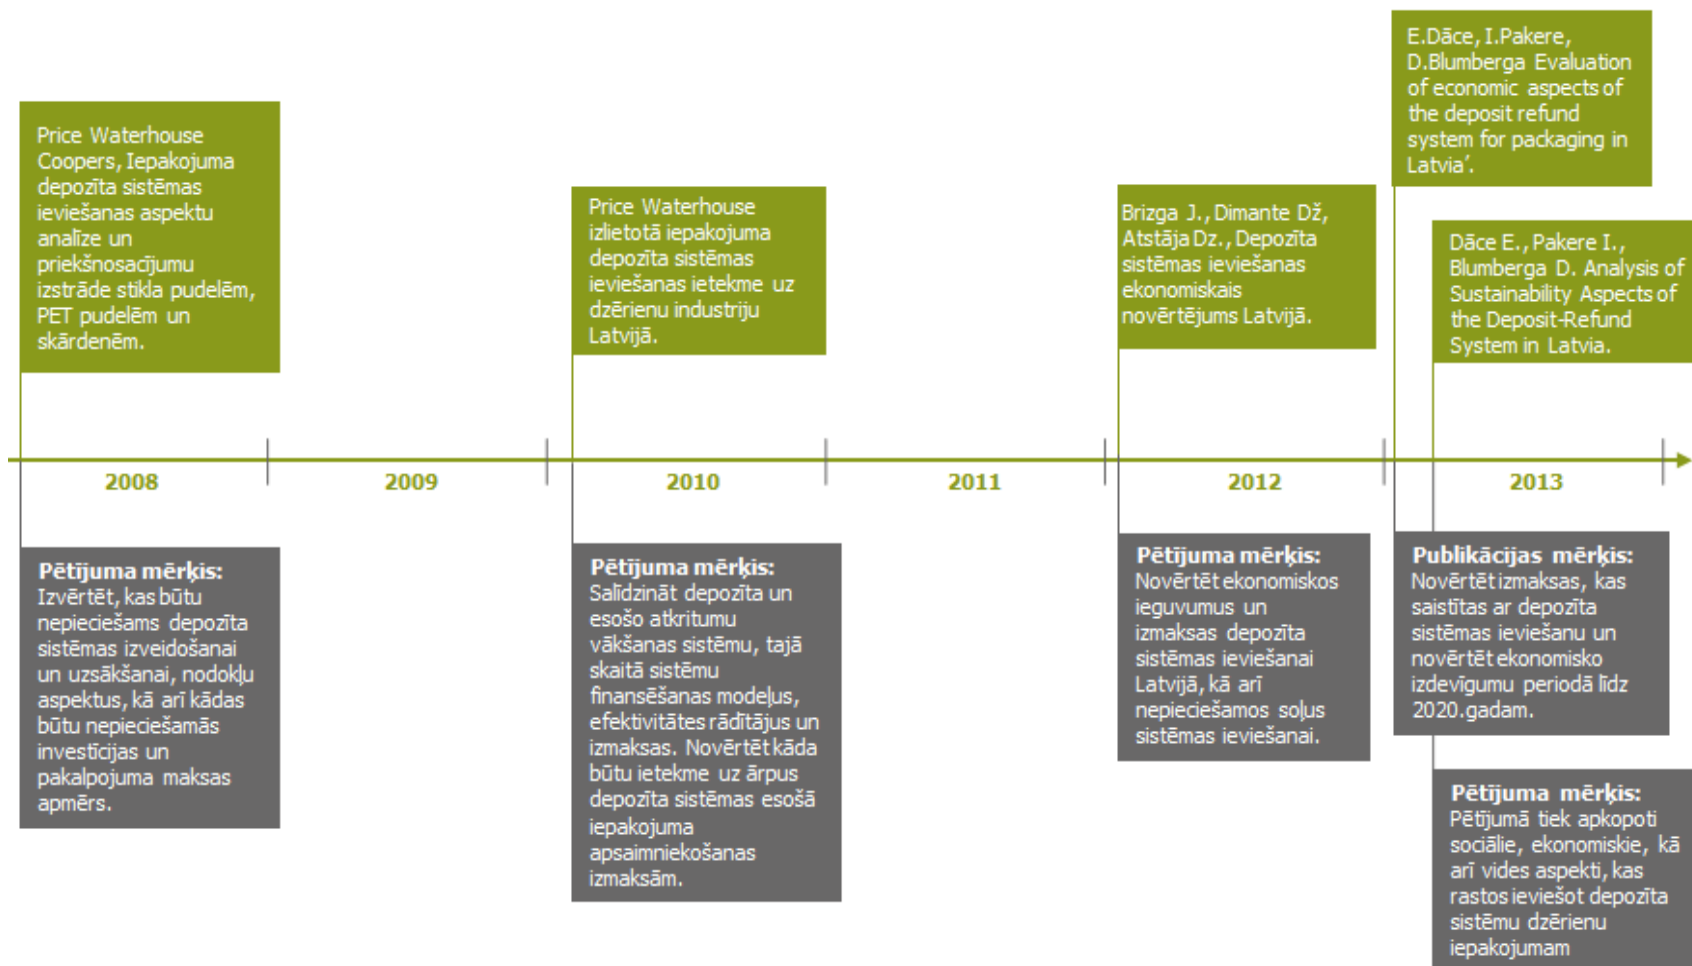 Price Waterhouse
Coopers, Iepakojuma
depozīta sistēmas
ieviešanas aspektu
analīze un
priekšnosacījumu
izstrāde stikla pudelēm,
PET pudelēm un
skārdenēm.
Price Waterhouse
izlietotā iepakojuma
depozīta sistēmas
ieviešanas ietekme uz
dzērienu industriju
Latvijā.
Brizga J., Dimante Dž,
Atstāja Dz., Depozīta
sistēmas ieviešanas
ekonomiskais
novērtējums Latvijā.
E.Dāce, I.Pakere,
D.Blumberga Evaluation
of economic aspects of
the deposit refund
system for packaging in
Latvia’.
Dāce E., Pakere I.,
Blumberga D. Analysis of
Sustainability Aspects of
the Deposit-Refund
System in Latvia.
2008
2009
2010
2011
2012
2013
Pētījuma mērķis:
Izvērtēt, kas būtu
nepieciešams depozīta
sistēmas izveidošanai
un uzsākšanai, nodokļu
aspektus, kā arī kādas
būtu nepieciešamās
investīcijas un
pakalpojuma maksas
apmērs.
Pētījuma mērķis:
Salīdzināt depozīta un
esošo atkritumu
vākšanas sistēmu, tajā
skaitā sistēmu
finansēšanas modeļus,
efektivitātes rādītājus un
izmaksas. Novērtēt kāda
būtu ietekme uz ārpus
depozīta sistēmas esošā
iepakojuma
apsaimniekošanas
izmaksām.
Pētījuma mērķis:
Novērtēt ekonomiskos
ieguvumus un
izmaksas depozīta
sistēmas ieviešanai
Latvijā, kā arī
nepieciešamos soļus
sistēmas ieviešanai.
Publikācijas mērķis:
Novērtēt izmaksas, kas
saistītas ar depozīta
sistēmas ieviešanu un
novērtēt ekonomisko
izdevīgumu periodā līdz
2020.gadam.
Pētījuma mērķis:
Pētījumā tiek apkopoti
sociālie, ekonomiskie, kā
arī vides aspekti, kas
rastos ieviešot depozīta
sistēmu dzērienu
iepakojumam